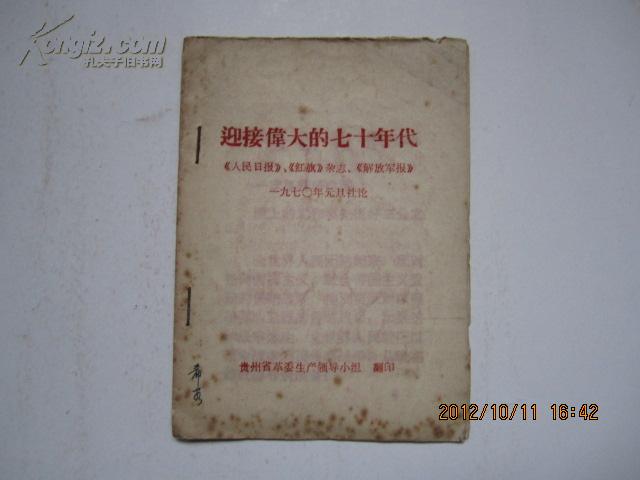 Kongfz.com
孔夫子旧书网
迎接偉大的七十年代
《人民日报》、《红旗》杂志、《解放军报》
一九七〇年元旦社论
贵州省革委生产领导小组 翻印
2012/10/11 16:42